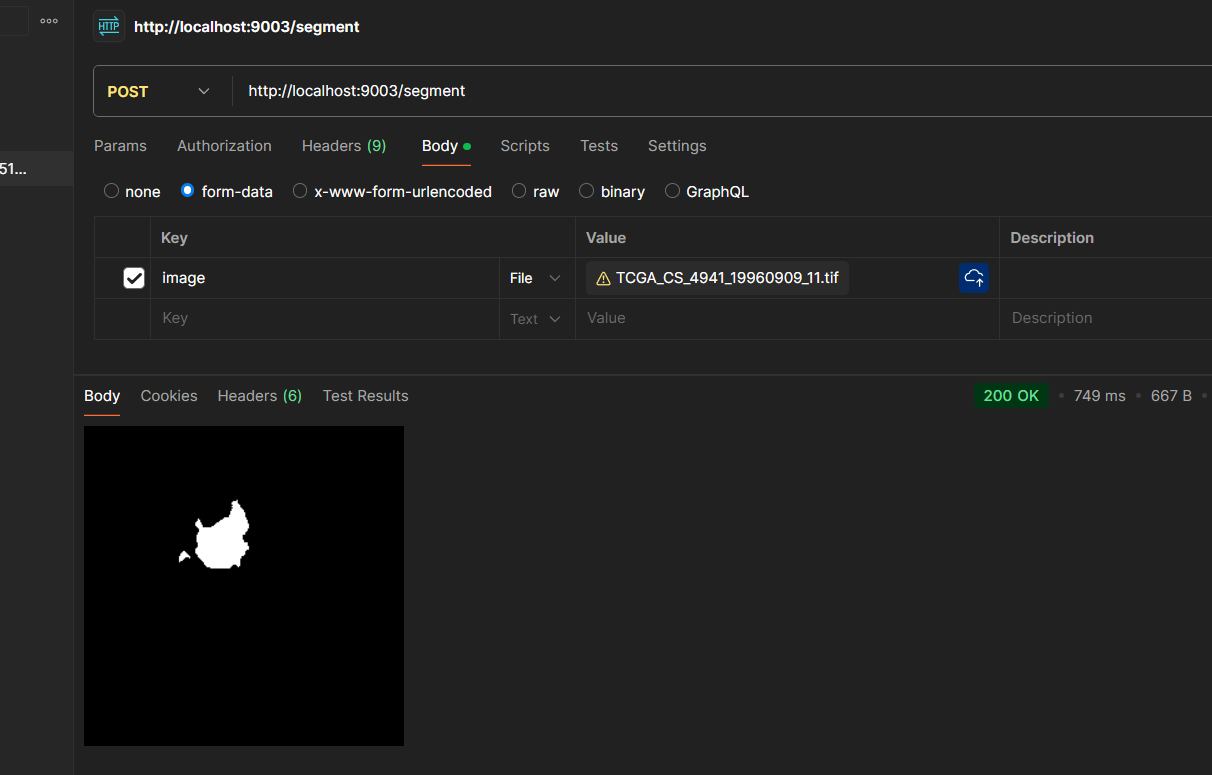 HTTP http://localhost:9003/segment
POST http://localhost:9003/segment
Params Authorization Headers (9) Body Scripts Tests Settings
51...
none form-data x-www-form-urlencoded raw binary GraphQL
Key Value Description
image File TCGA_CS_4941_19960909_11.tif
Key Text Value Description
Body Cookies Headers (6) Test Results 200 OK • 749 ms • 667 B •